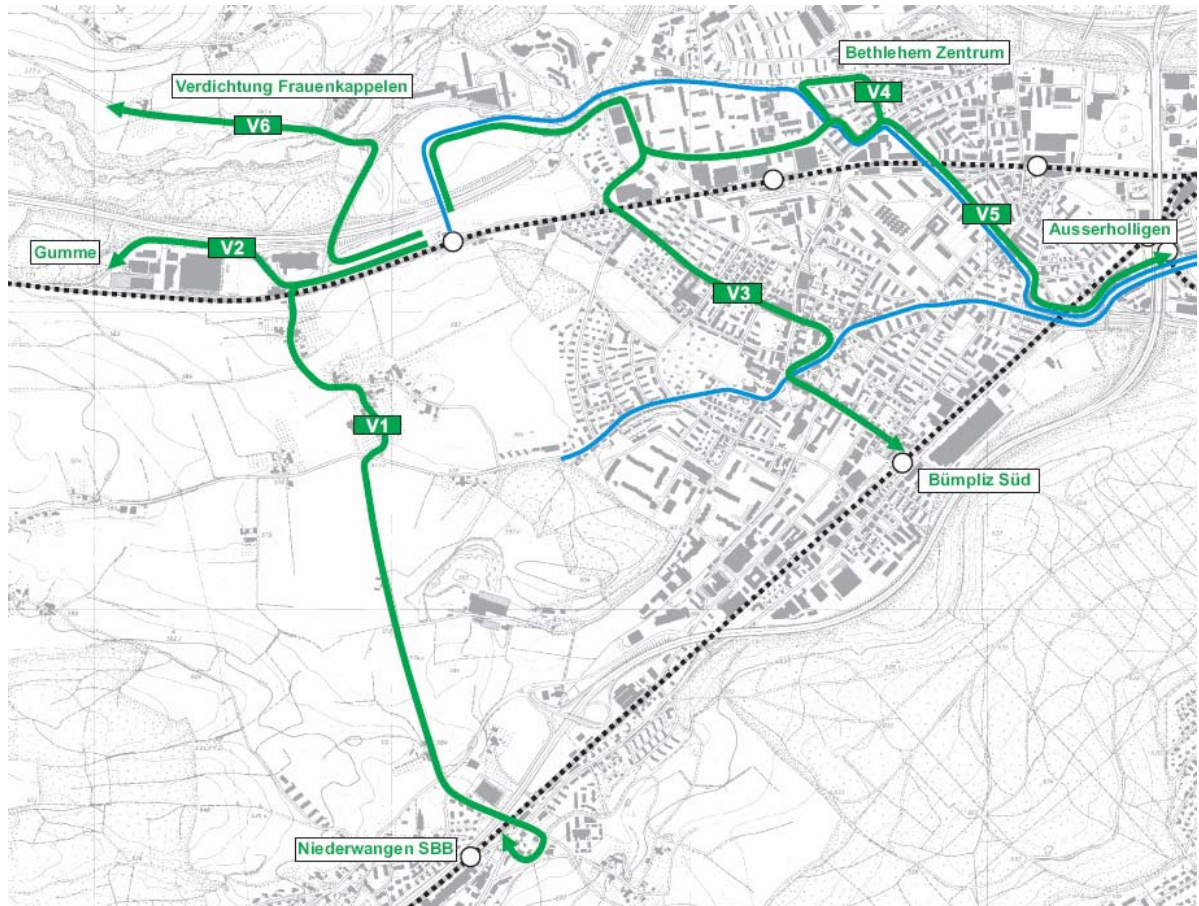 Bethlehem Zentrum
Verdichtung Frauenkappelen
V4
V6
V5
Ausserholligen
Gumme
V2
V3
V1
Bümpliz Süd
Niederwangen SBB